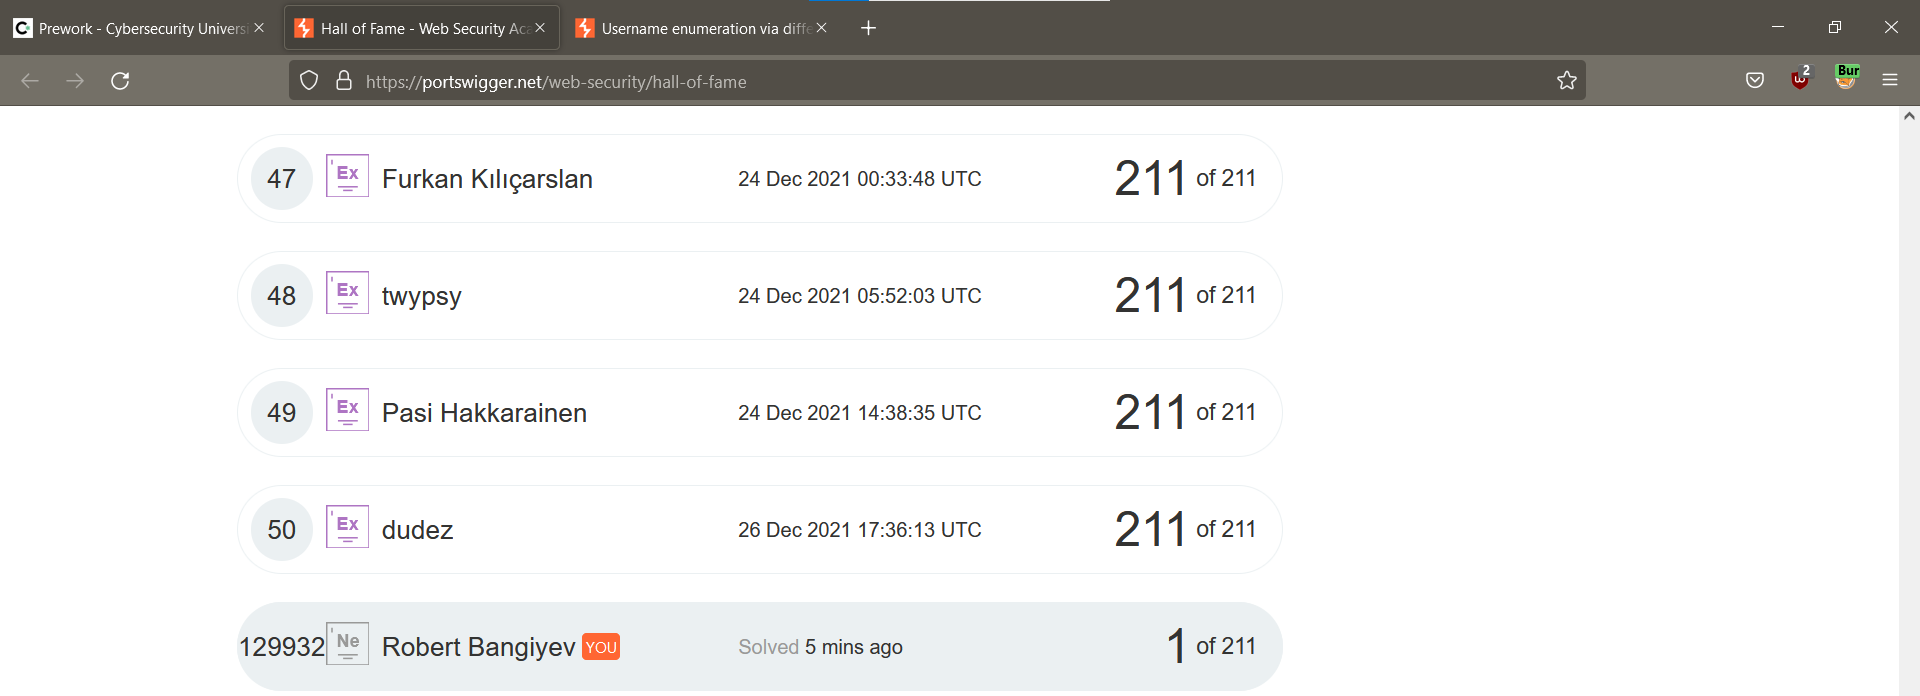 Prework - Cybersecurity Universi
Hall of Fame - Web Security Aca
Username enumeration via diffe
https://portswigger.net/web-security/hall-of-fame
2
Bur
47 Ex Furkan Kılıçarslan 24 Dec 2021 00:33:48 UTC 211 of 211
48 Ex twypsy 24 Dec 2021 05:52:03 UTC 211 of 211
49 Ex Pasi Hakkarainen 24 Dec 2021 14:38:35 UTC 211 of 211
50 Ex dudez 26 Dec 2021 17:36:13 UTC 211 of 211
129932 Ne Robert Bangiyev YOU Solved 5 mins ago 1 of 211